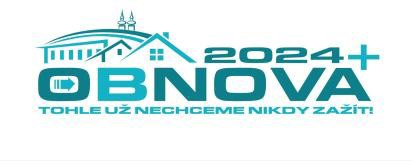 2024+
OBNOVA
TOHLE UŽ NECHCEME NIKDY ZAŽÍT!